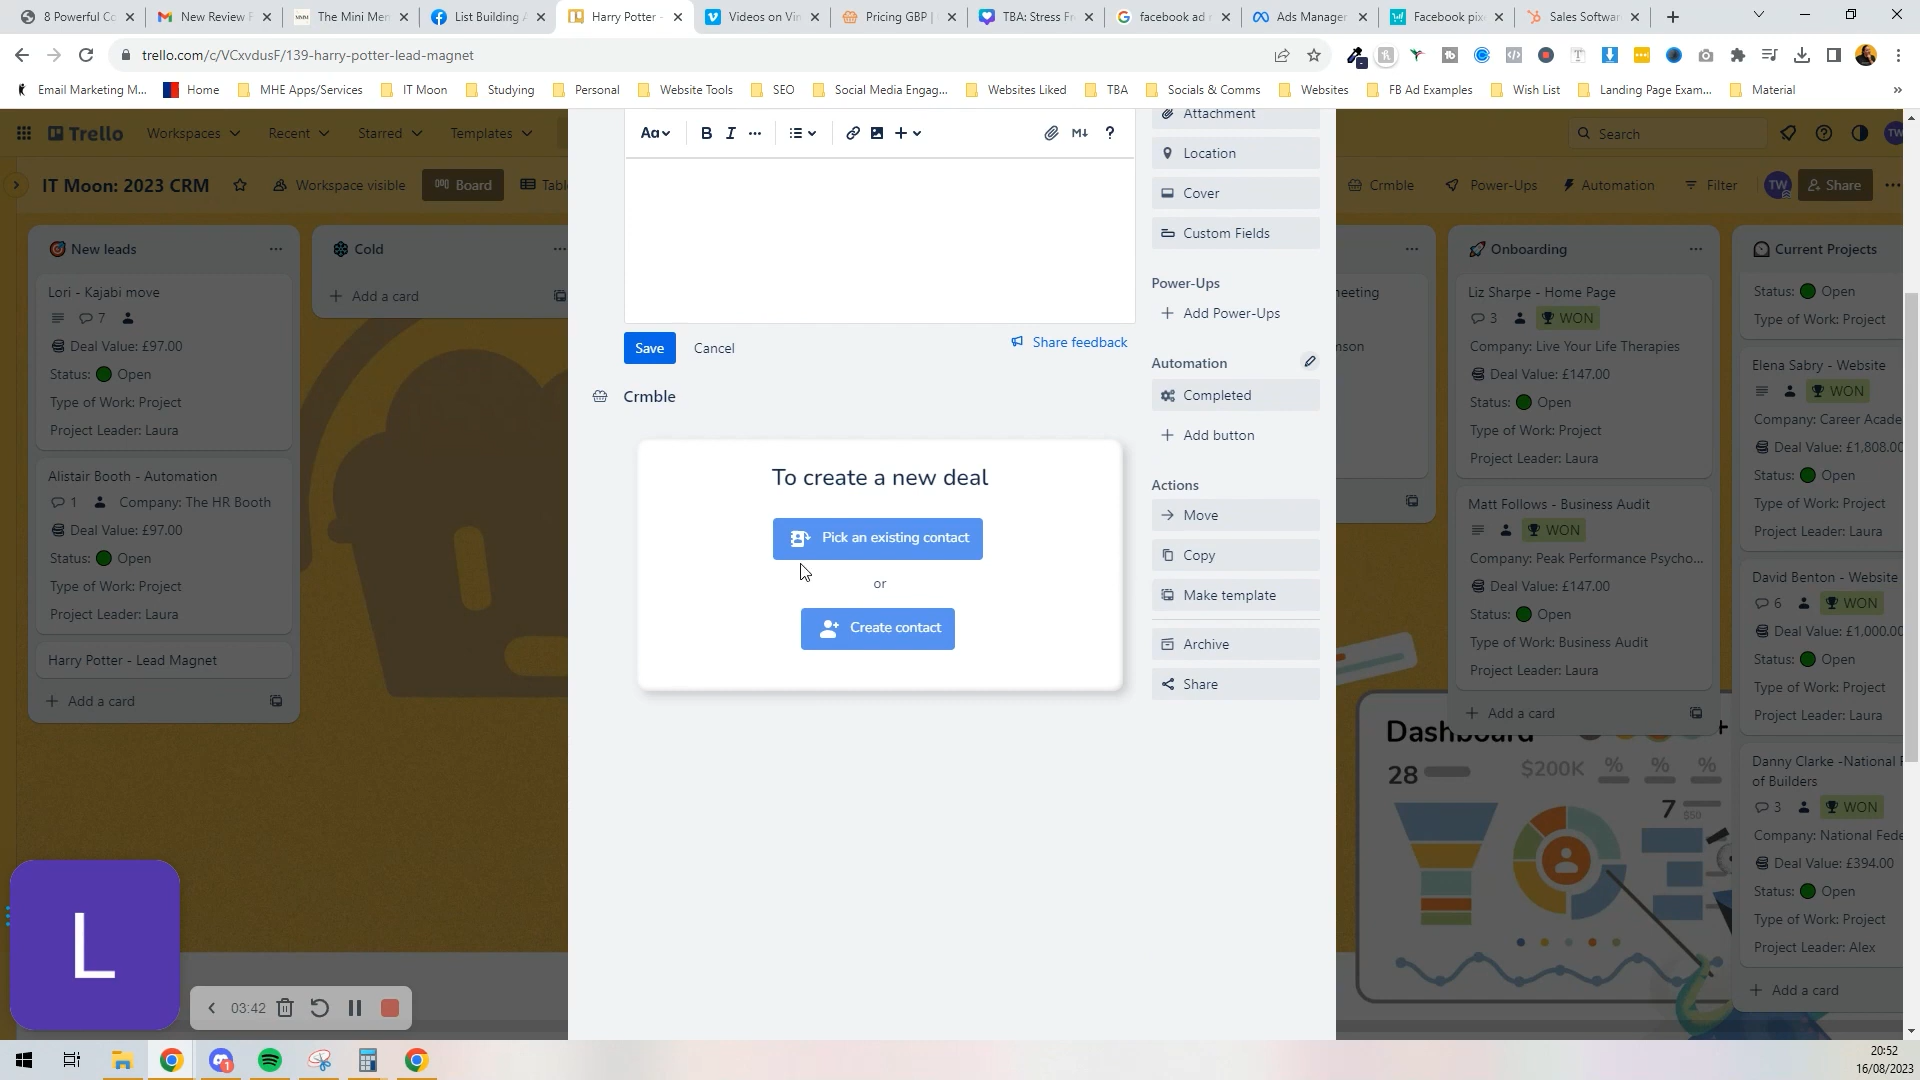 8 Powerful Co
New Review F
The Mini Mem
List Building A
Harry Potter -
Videos on Vim
Pricing GBP |
TBA: Stress Fr
facebook ad r
Ads Manager
Facebook pix
Sales Softwar
trello.com/c/VCxvdusF/139-harry-potter-lead-magnet
Email Marketing M...
Home
MHE Apps/Services
IT Moon
Studying
Personal
Website Tools
SEO
Social Media Engag...
Websites Liked
TBA
Socials & Comms
Websites
FB Ad Examples
Wish List
Landing Page Exam...
Material
Trello
Workspaces
Recent
Starred
Templates
Search
TW
IT Moon: 2023 CRM
Workspace visible
Board
Tabl
Crmble
Power-Ups
Automation
Filter
TW
Share
New leads
Lori - Kajabi move
7
Deal Value: £97.00
Status: Open
Type of Work: Project
Project Leader: Laura
Alistair Booth - Automation
1 Company: The HR Booth
Deal Value: £97.00
Status: Open
Type of Work: Project
Project Leader: Laura
Harry Potter - Lead Magnet
Add a card
Cold
Add a card
Aa
B
I
M↓
?
Save
Cancel
Share feedback
Crmble
To create a new deal
Pick an existing contact
or
Create contact
Attachment
Location
Cover
Custom Fields
Power-Ups
Add Power-Ups
Automation
Completed
Add button
Actions
Move
Copy
Make template
Archive
Share
eeting
nson
Onboarding
Liz Sharpe - Home Page
3 WON
Company: Live Your Life Therapies
Deal Value: £147.00
Status: Open
Type of Work: Project
Project Leader: Laura
Matt Follows - Business Audit
WON
Company: Peak Performance Psycho...
Deal Value: £147.00
Status: Open
Type of Work: Business Audit
Project Leader: Laura
Add a card
Dashboard
28
$200K
% % %
7
$50
Current Projects
Status: Open
Type of Work: Project
Elena Sabry - Website
WON
Company: Career Acade
Deal Value: £1,808.00
Status: Open
Type of Work: Project
Project Leader: Laura
David Benton - Website
6 WON
Deal Value: £1,000.00
Status: Open
Type of Work: Project
Project Leader: Laura
Danny Clarke -National F
of Builders
3 WON
Company: National Fede
Deal Value: £394.00
Status: Open
Type of Work: Project
Project Leader: Alex
Add a card
L
03:42
1
20:52
16/08/2023